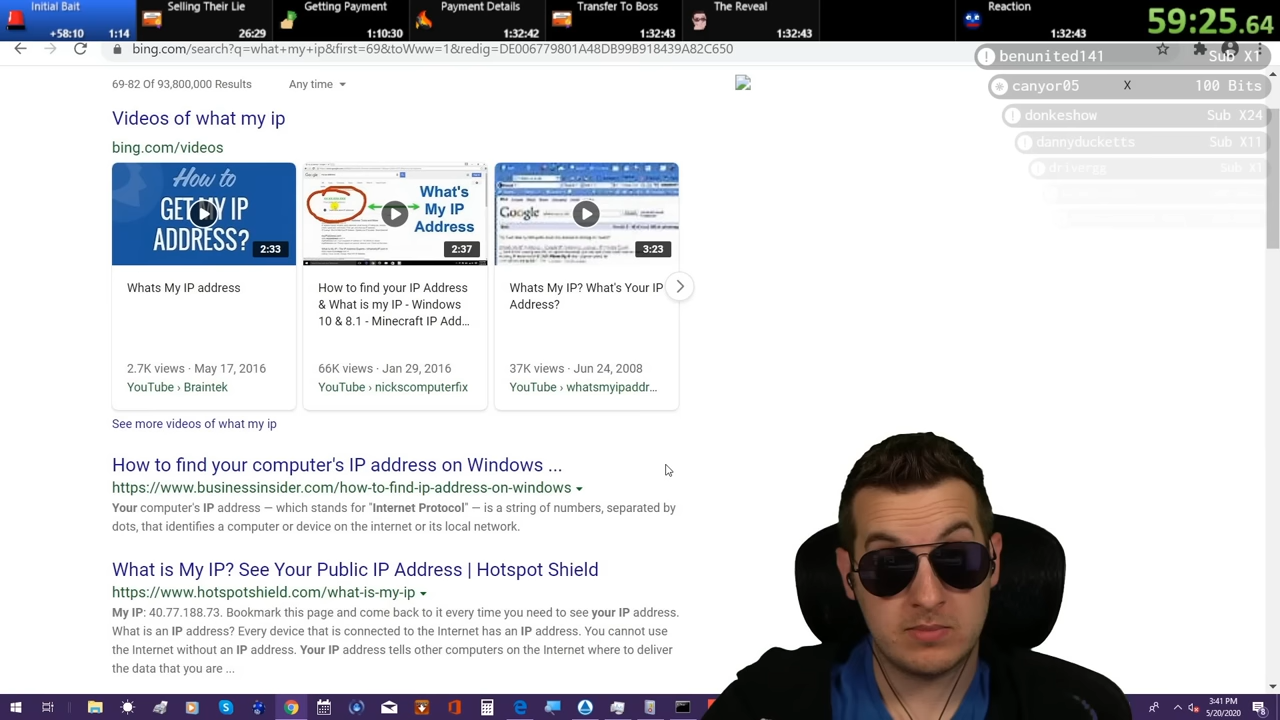 Initial Bait
+58:10 1:14
Selling Their Lie
26:29
Getting Payment
1:10:30
Payment Details
1:32:42
Transfer To Boss
1:32:43
The Reveal
1:32:43
Reaction
1:32:43
59:25.64
bing.com/search?q=what+my+ip&first=69&toWww=1&redig=DE006779801A48DB99B918439A82C650
benunited141 Sub X1
canyor05 X 100 Bits
donkeshow Sub X24
dannyducketts Sub X11
drivergg Sub X1
69-82 Of 93,800,000 Results Any time
Videos of what my ip
bing.com/videos
How to
GET MY IP
ADDRESS?
2:33
What's
My IP
Address
2:37
Google
3:23
Whats My IP address
2.7K views · May 17, 2016
YouTube › Braintek
How to find your IP Address
& What is my IP - Windows
10 & 8.1 - Minecraft IP Add...
66K views · Jan 29, 2016
YouTube › nickscomputerfix
Whats My IP? What's Your IP
Address?
37K views · Jun 24, 2008
YouTube › whatsmyipaddr...
See more videos of what my ip
How to find your computer's IP address on Windows ...
https://www.businessinsider.com/how-to-find-ip-address-on-windows
Your computer's IP address — which stands for "Internet Protocol" — is a string of numbers, separated by
dots, that identifies a computer or device on the internet or its local network.
What is My IP? See Your Public IP Address | Hotspot Shield
https://www.hotspotshield.com/what-is-my-ip
My IP: 40.77.188.73. Bookmark this page and come back to it every time you need to see your IP address.
What is an IP address? Every device that is connected to the Internet has an IP address. You cannot use
the Internet without an IP address. Your IP address tells other computers on the Internet where to deliver
the data that you are ...
3:41 PM
5/20/2020
8